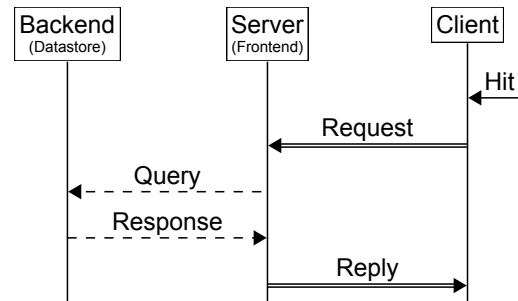 Backend
(Datastore)
Server
(Frontend)
Client
Hit
Request
Query
Response
Reply